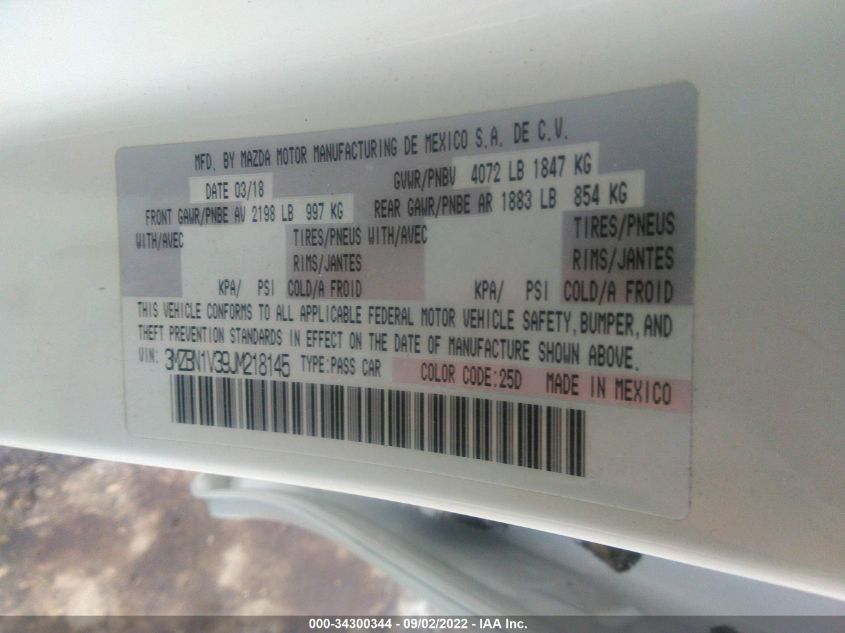 MFD. BY MAZDA MOTOR MANUFACTURING DE MEXICO S.A. DE C.V.
DATE 03/18 GVWR/PNBV 4072 LB 1847 KG
FRONT GAWR/PNBE AV 2198 LB 997 KG REAR GAWR/PNBE AR 1883 LB 854 KG
WITH/AVEC TIRES/PNEUS WITH/AVEC TIRES/PNEUS
RIMS/JANTES RIMS/JANTES
KPA/ PSI COLD/A FROID KPA/ PSI COLD/A FROID
THIS VEHICLE CONFORMS TO ALL APPLICABLE FEDERAL MOTOR VEHICLE SAFETY, BUMPER, AND
THEFT PREVENTION STANDARDS IN EFFECT ON THE DATE OF MANUFACTURE SHOWN ABOVE.
VIN: 3MZBN1V39JM218145 TYPE:PASS CAR COLOR CODE:25D MADE IN MEXICO
000-34300344 - 09/02/2022 - IAA Inc.